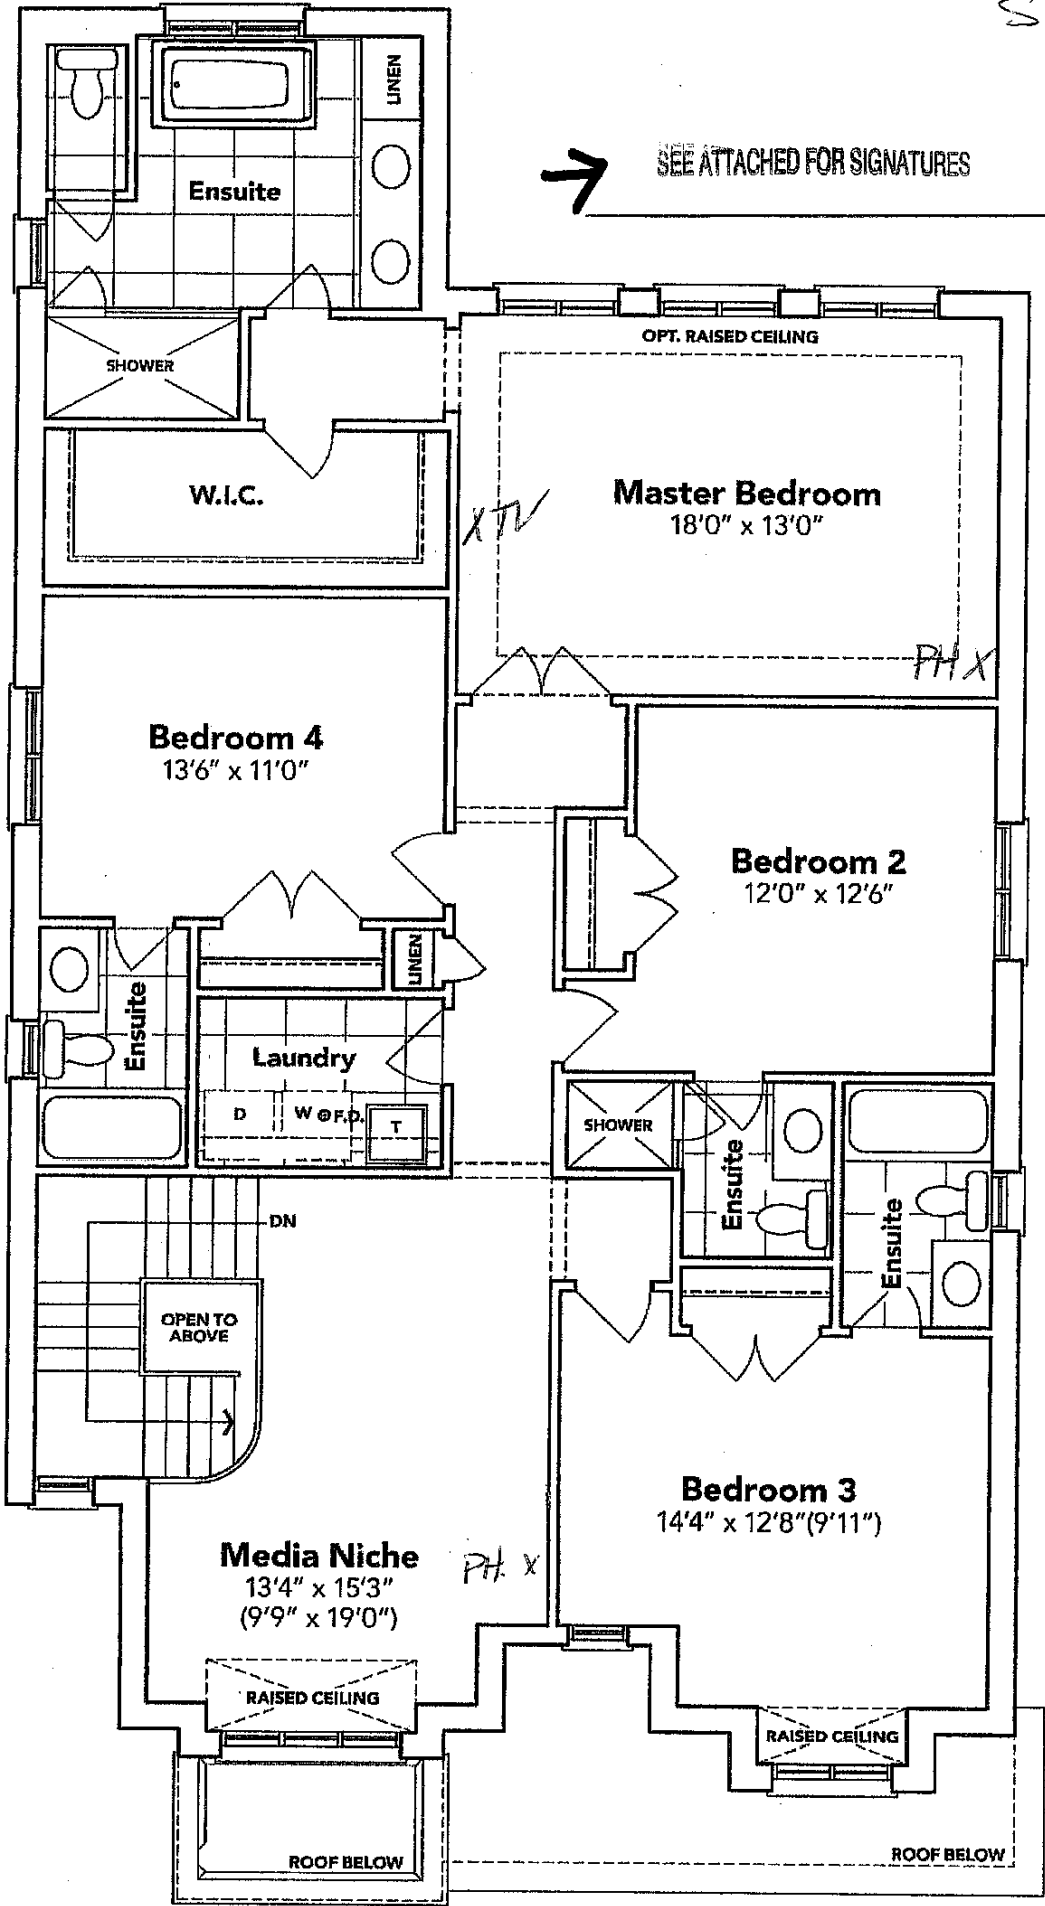 S
SEE ATTACHED FOR SIGNATURES
LINEN
Ensuite
OPT. RAISED CEILING
SHOWER
W.I.C.
Master Bedroom
18'0" x 13'0"
X TV
PH X
Bedroom 4
13'6" x 11'0"
Bedroom 2
12'0" x 12'6"
LINEN
Ensuite
Laundry
D
W
F.D.
T
SHOWER
Ensuite
Ensuite
DN
OPEN TO
ABOVE
Bedroom 3
14'4" x 12'8"(9'11")
Media Niche
13'4" x 15'3"
(9'9" x 19'0")
PH. X
RAISED CEILING
RAISED CEILING
ROOF BELOW
ROOF BELOW